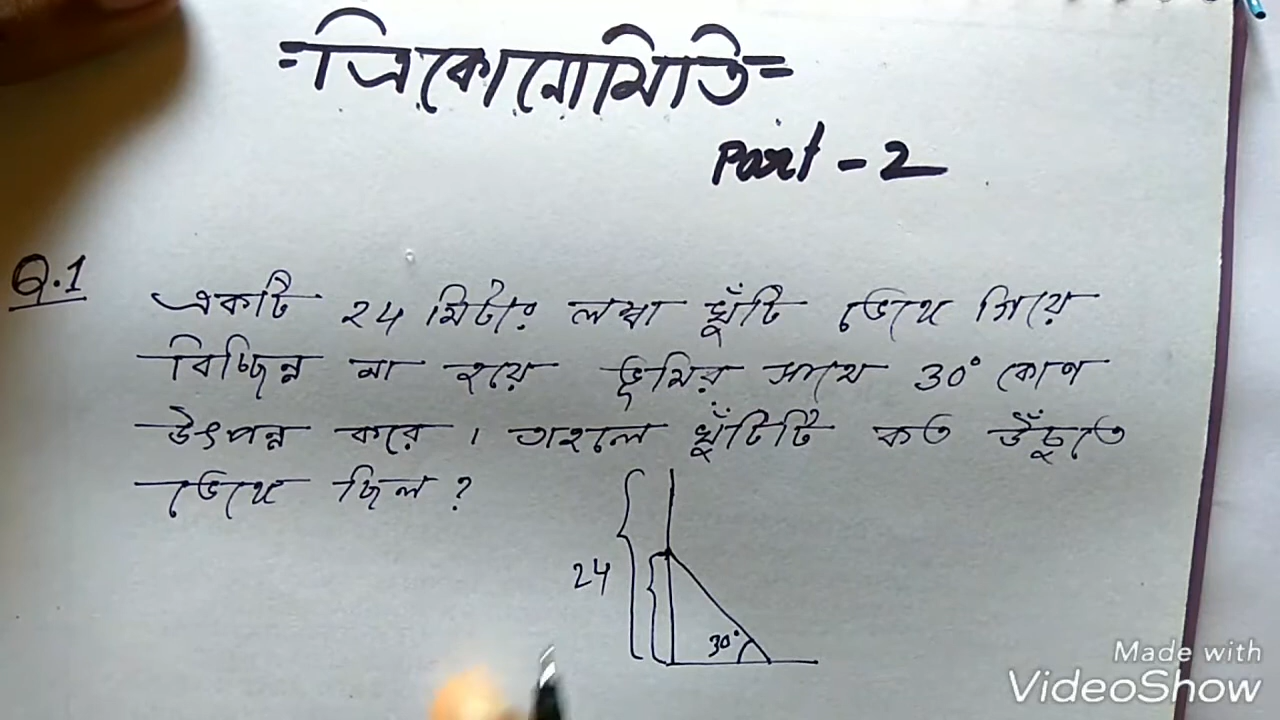 =ত্রিকোনোমিতি=
Part - 2
Q.1
একটি 24 মিটার লম্বা খুঁটি ভেঙে গিয়ে
বিচ্ছিন্ন না হয়ে ভূমির সাথে 30° কোণ
উৎপন্ন করে। তাহলে খুঁটিটি কত উঁচুতে
ভেঙে ছিল?
24
30°
Made with
VideoShow